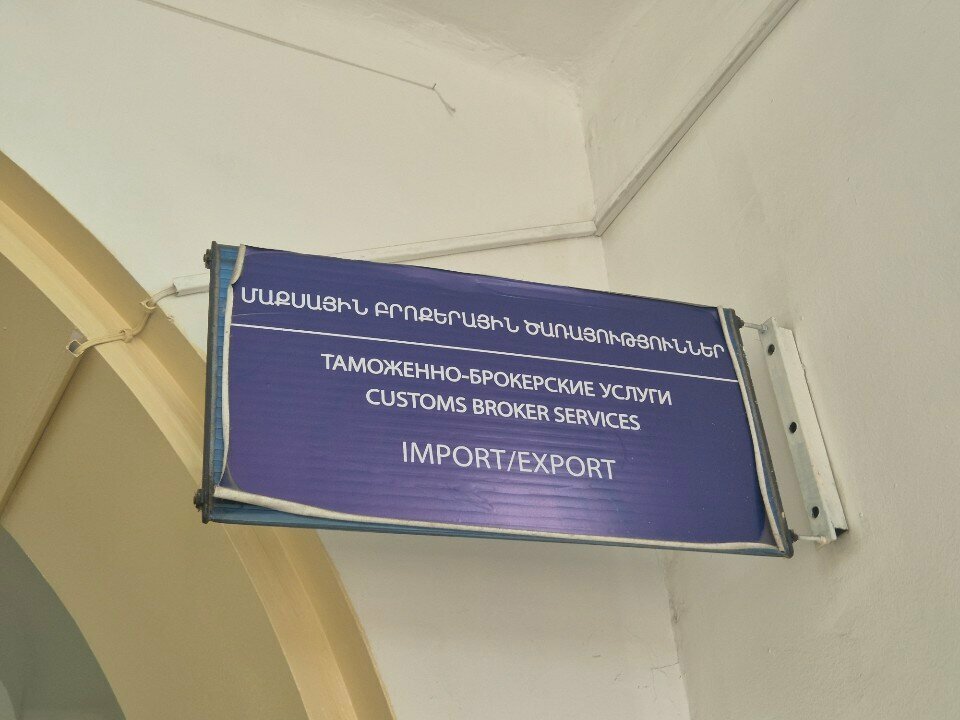 ՄԱՔՍԱՅԻՆ ԲՐՈՔԵՐԱՅԻՆ ԾԱՌԱՅՈՒԹՅՈՒՆՆԵՐ
ТАМОЖЕННО-БРОКЕРСКИЕ УСЛУГИ
CUSTOMS BROKER SERVICES
IMPORT/EXPORT